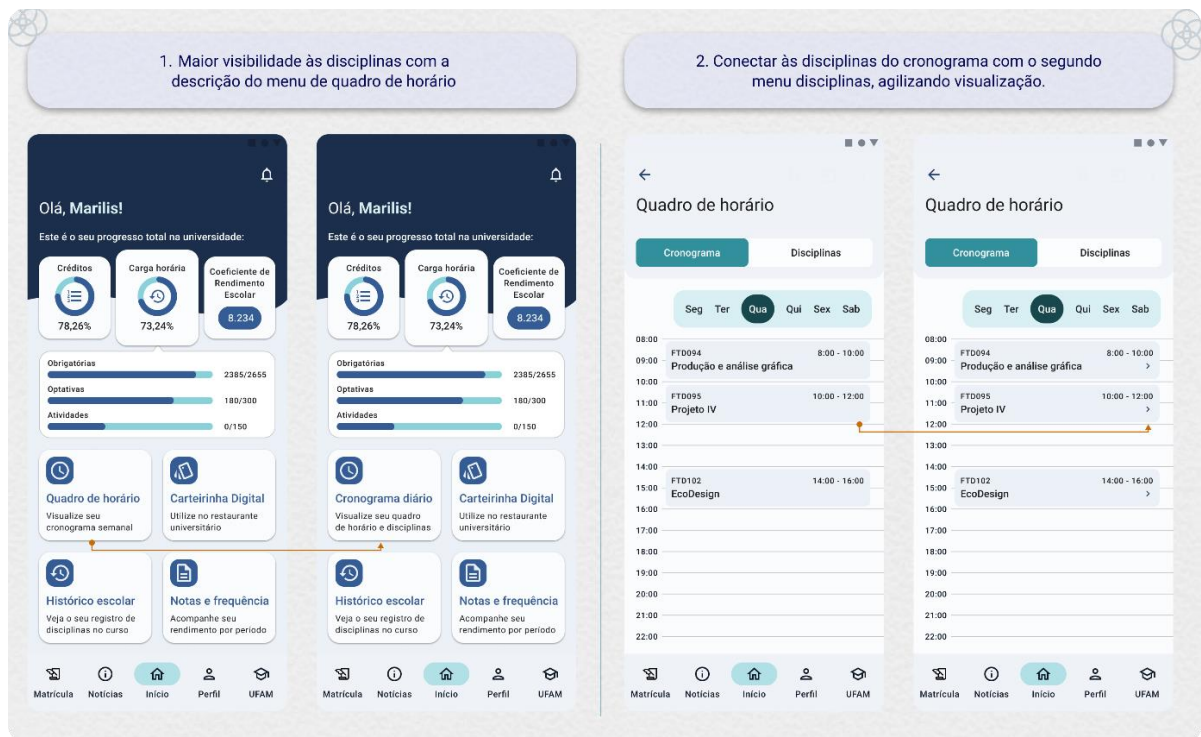 1. Maior visibilidade às disciplinas com a
descrição do menu de quadro de horário
2. Conectar às disciplinas do cronograma com o segundo
menu disciplinas, agilizando visualização.
Olá, Marilis!
Este é o seu progresso total na universidade:
Créditos
78,26%
Carga horária
73,24%
Coeficiente de
Rendimento
Escolar
8.234
Obrigatórias
2385/2655
Optativas
180/300
Atividades
0/150
Quadro de horário
Visualize seu
cronograma semanal
Carteirinha Digital
Utilize no restaurante
universitário
Histórico escolar
Veja o seu registro de
disciplinas no curso
Notas e frequência
Acompanhe seu
rendimento por período
Matrícula Notícias Início Perfil UFAM
Olá, Marilis!
Este é o seu progresso total na universidade:
Créditos
78,26%
Carga horária
73,24%
Coeficiente de
Rendimento
Escolar
8.234
Obrigatórias
2385/2655
Optativas
180/300
Atividades
0/150
Cronograma diário
Visualize seu quadro
de horário e disciplinas
Carteirinha Digital
Utilize no restaurante
universitário
Histórico escolar
Veja o seu registro de
disciplinas no curso
Notas e frequência
Acompanhe seu
rendimento por período
Matrícula Notícias Início Perfil UFAM
Quadro de horário
Cronograma Disciplinas
Seg Ter Qua Qui Sex Sab
08:00
FTD094 8:00 - 10:00
09:00
Produção e análise gráfica
10:00
FTD095 10:00 - 12:00
11:00
Projeto IV
12:00
13:00
14:00
FTD102 14:00 - 16:00
15:00
EcoDesign
16:00
17:00
18:00
19:00
20:00
21:00
22:00
Matrícula Notícias Início Perfil UFAM
Quadro de horário
Cronograma Disciplinas
Seg Ter Qua Qui Sex Sab
08:00
FTD094 8:00 - 10:00
09:00
Produção e análise gráfica
10:00
FTD095 10:00 - 12:00
11:00
Projeto IV
12:00
13:00
14:00
FTD102 14:00 - 16:00
15:00
EcoDesign
16:00
17:00
18:00
19:00
20:00
21:00
22:00
Matrícula Notícias Início Perfil UFAM